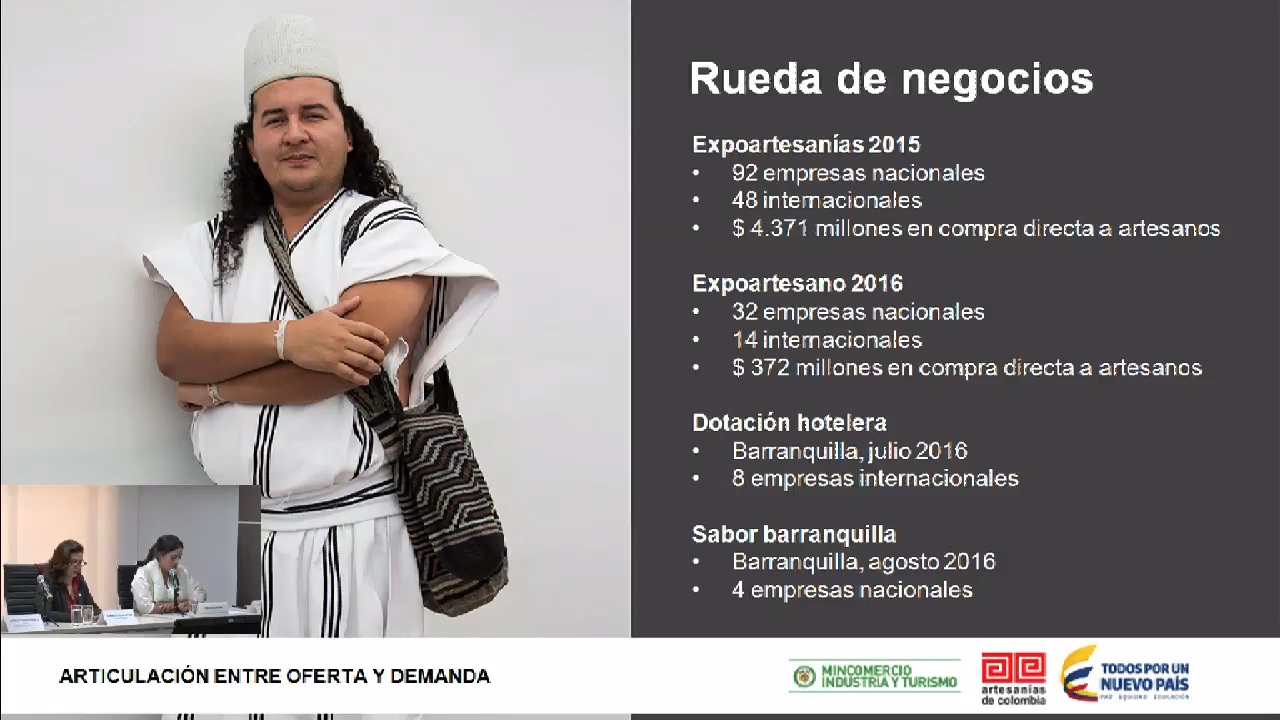 Rueda de negocios
Expoartesanías 2015
• 92 empresas nacionales
• 48 internacionales
• $ 4.371 millones en compra directa a artesanos
Expoartesano 2016
• 32 empresas nacionales
• 14 internacionales
• $ 372 millones en compra directa a artesanos
Dotación hotelera
• Barranquilla, julio 2016
• 8 empresas internacionales
Sabor barranquilla
• Barranquilla, agosto 2016
• 4 empresas nacionales
ARTICULACIÓN ENTRE OFERTA Y DEMANDA
MINCOMERCIO
INDUSTRIA Y TURISMO
artesanías
de colombia
TODOS POR UN
NUEVO PAÍS
PAZ EQUIDAD EDUCACIÓN